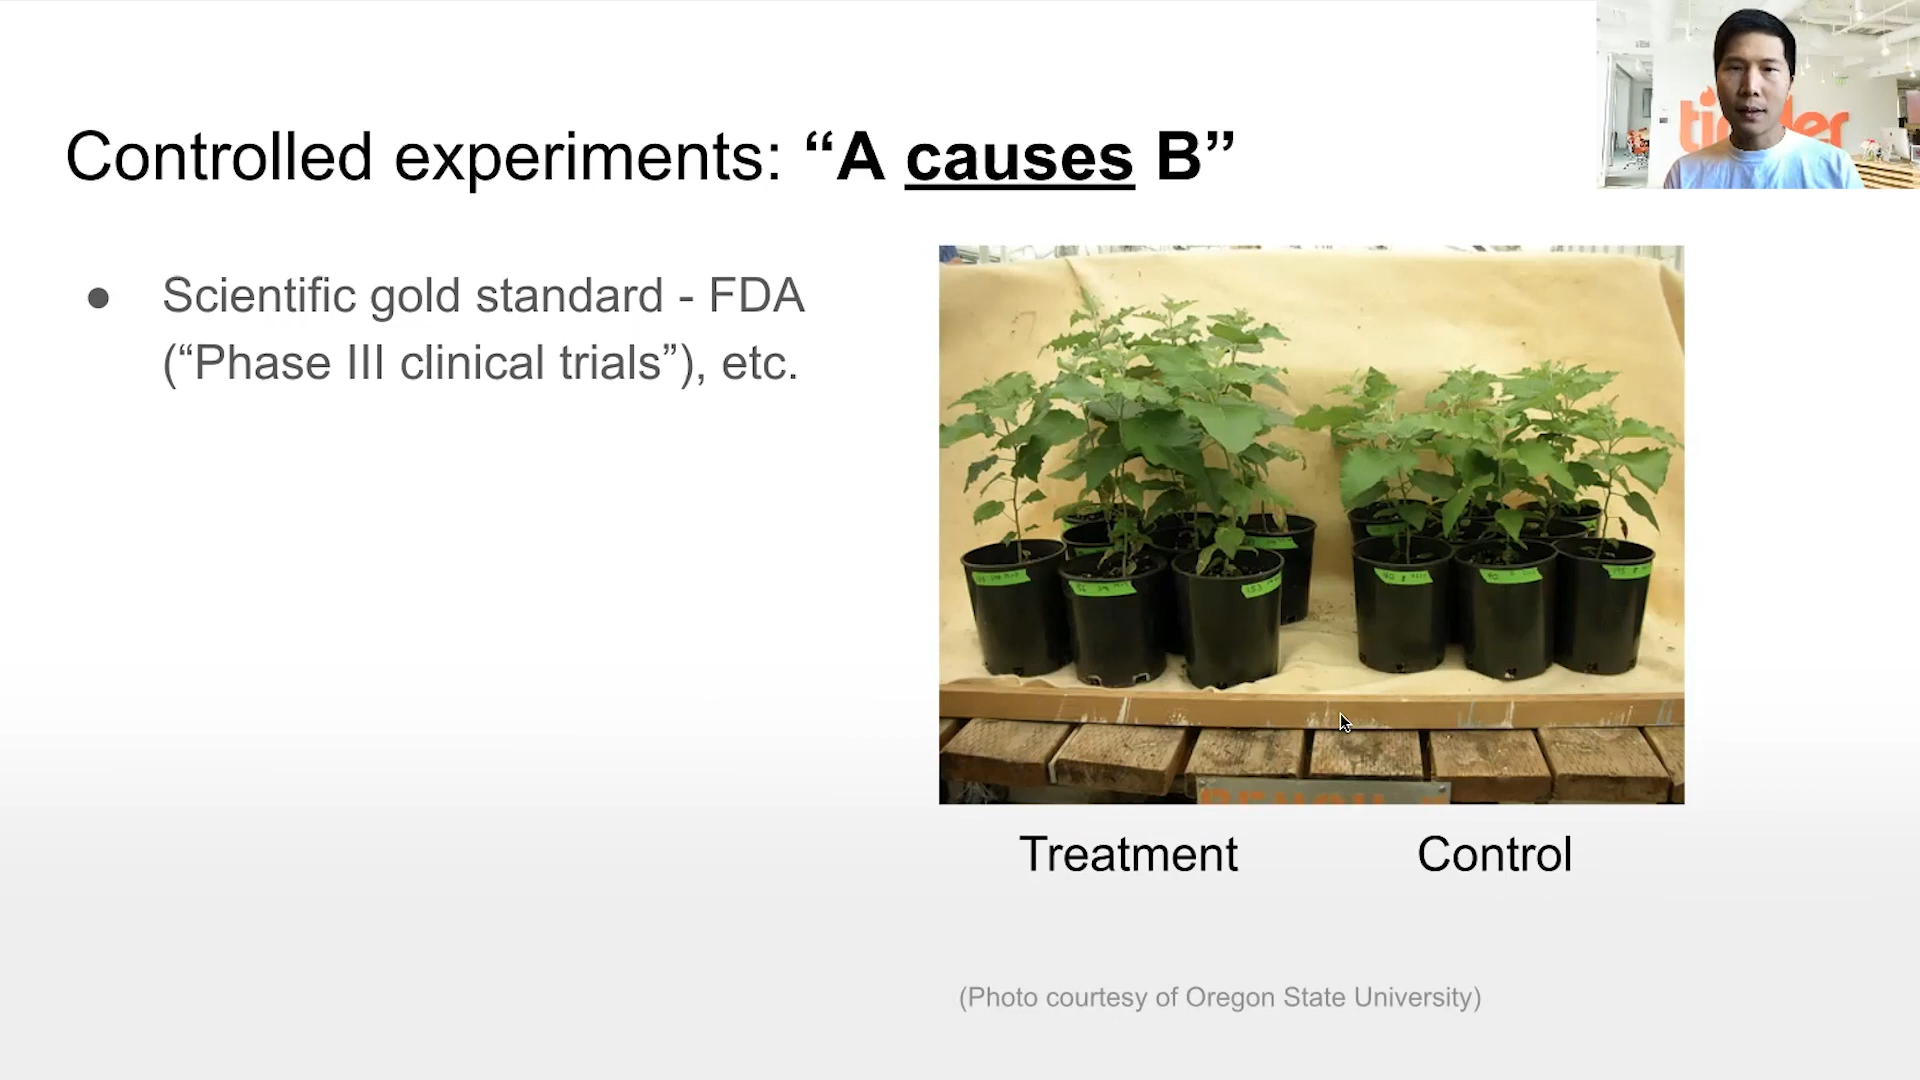 Controlled experiments: “A causes B”
● Scientific gold standard - FDA
(“Phase III clinical trials”), etc.
Treatment Control
(Photo courtesy of Oregon State University)